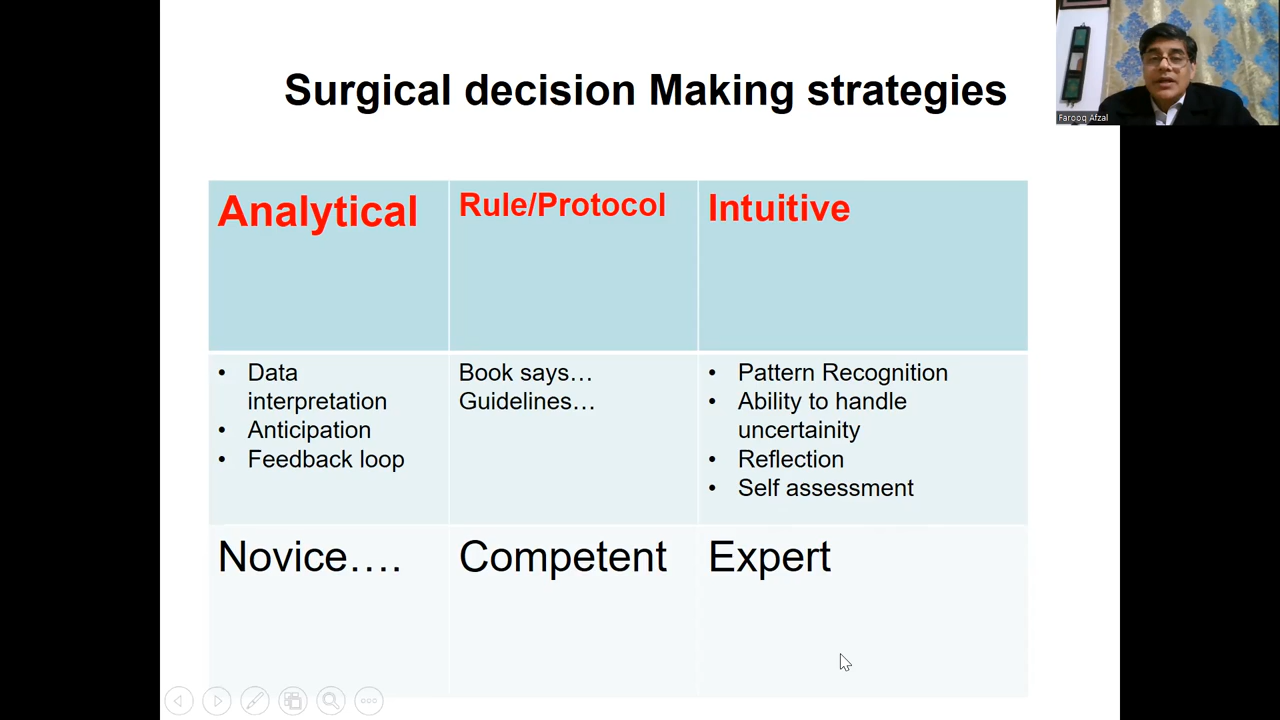 Surgical decision Making strategies
Farooq Afzal
Analytical
Rule/Protocol
Intuitive
• Data
interpretation
• Anticipation
• Feedback loop
Book says…
Guidelines…
• Pattern Recognition
• Ability to handle
uncertainity
• Reflection
• Self assessment
Novice….
Competent
Expert